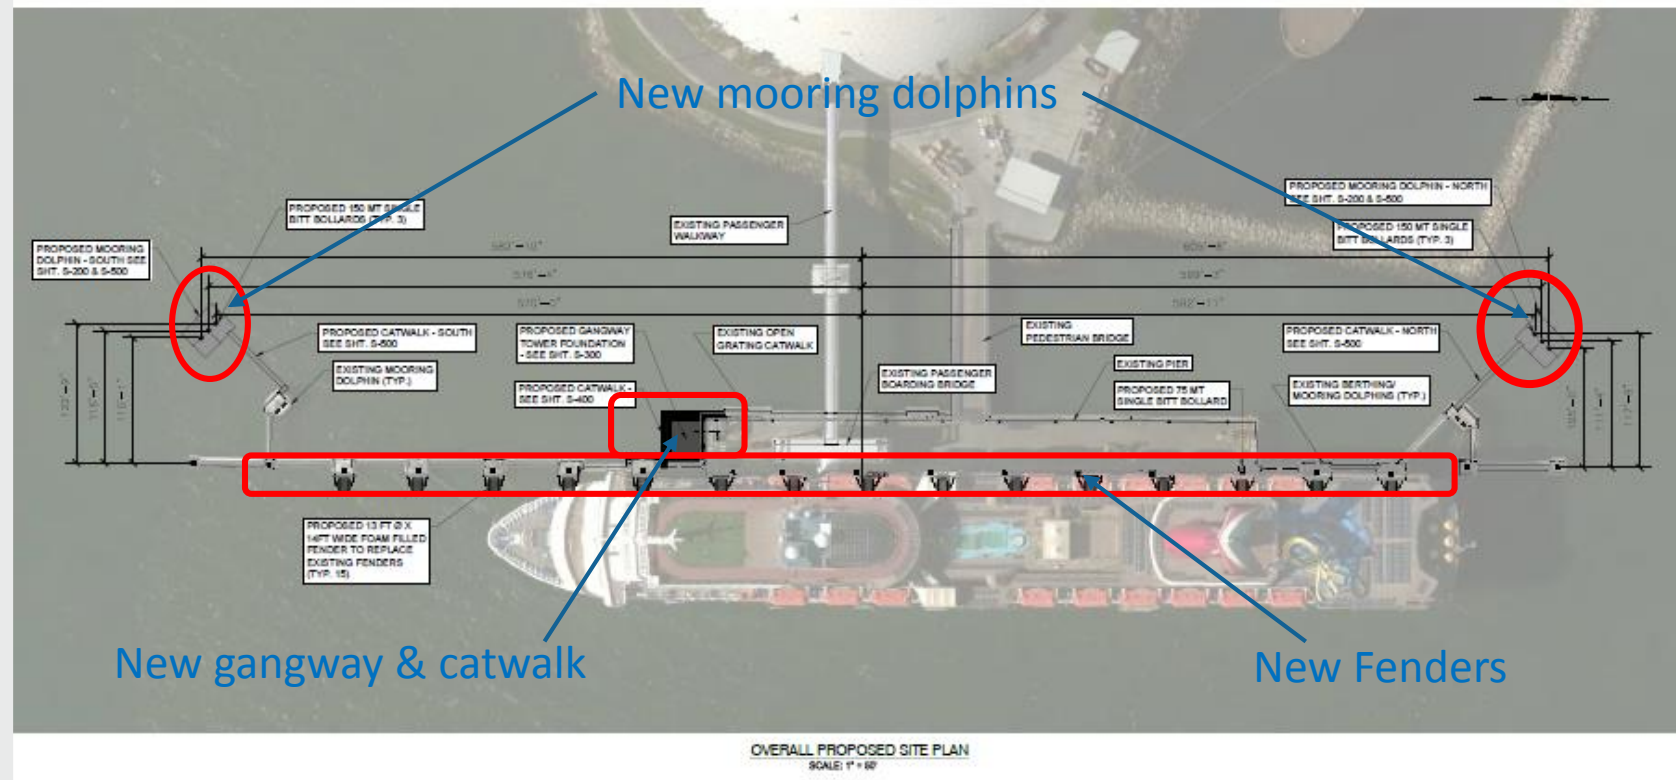 New mooring dolphins
PROPOSED MOORING DOLPHIN - NORTH
SEE SHT. S-200 & S-500
PROPOSED 150 MT SINGLE
BITT BOLLARDS (TYP. 3)
PROPOSED 150 MT SINGLE
BITT BOLLARDS (TYP. 3)
EXISTING PASSENGER
WALKWAY
PROPOSED MOORING
DOLPHIN - SOUTH SEE
SHT. S-200 & S-500
PROPOSED CATWALK - SOUTH
SEE SHT. S-500
PROPOSED GANGWAY
TOWER FOUNDATION
- SEE SHT. S-300
EXISTING OPEN
GRATING CATWALK
EXISTING
PEDESTRIAN BRIDGE
PROPOSED CATWALK - NORTH
SEE SHT. S-500
EXISTING MOORING
DOLPHIN (TYP.)
PROPOSED CATWALK -
SEE SHT. S-400
EXISTING PASSENGER
BOARDING BRIDGE
EXISTING PIER
PROPOSED 75 MT
SINGLE BITT BOLLARD
EXISTING BERTHING/
MOORING DOLPHINS (TYP.)
PROPOSED 13 FT Ø X
14FT WIDE FOAM FILLED
FENDER TO REPLACE
EXISTING FENDERS
(TYP. 15)
New gangway & catwalk
New Fenders
OVERALL PROPOSED SITE PLAN